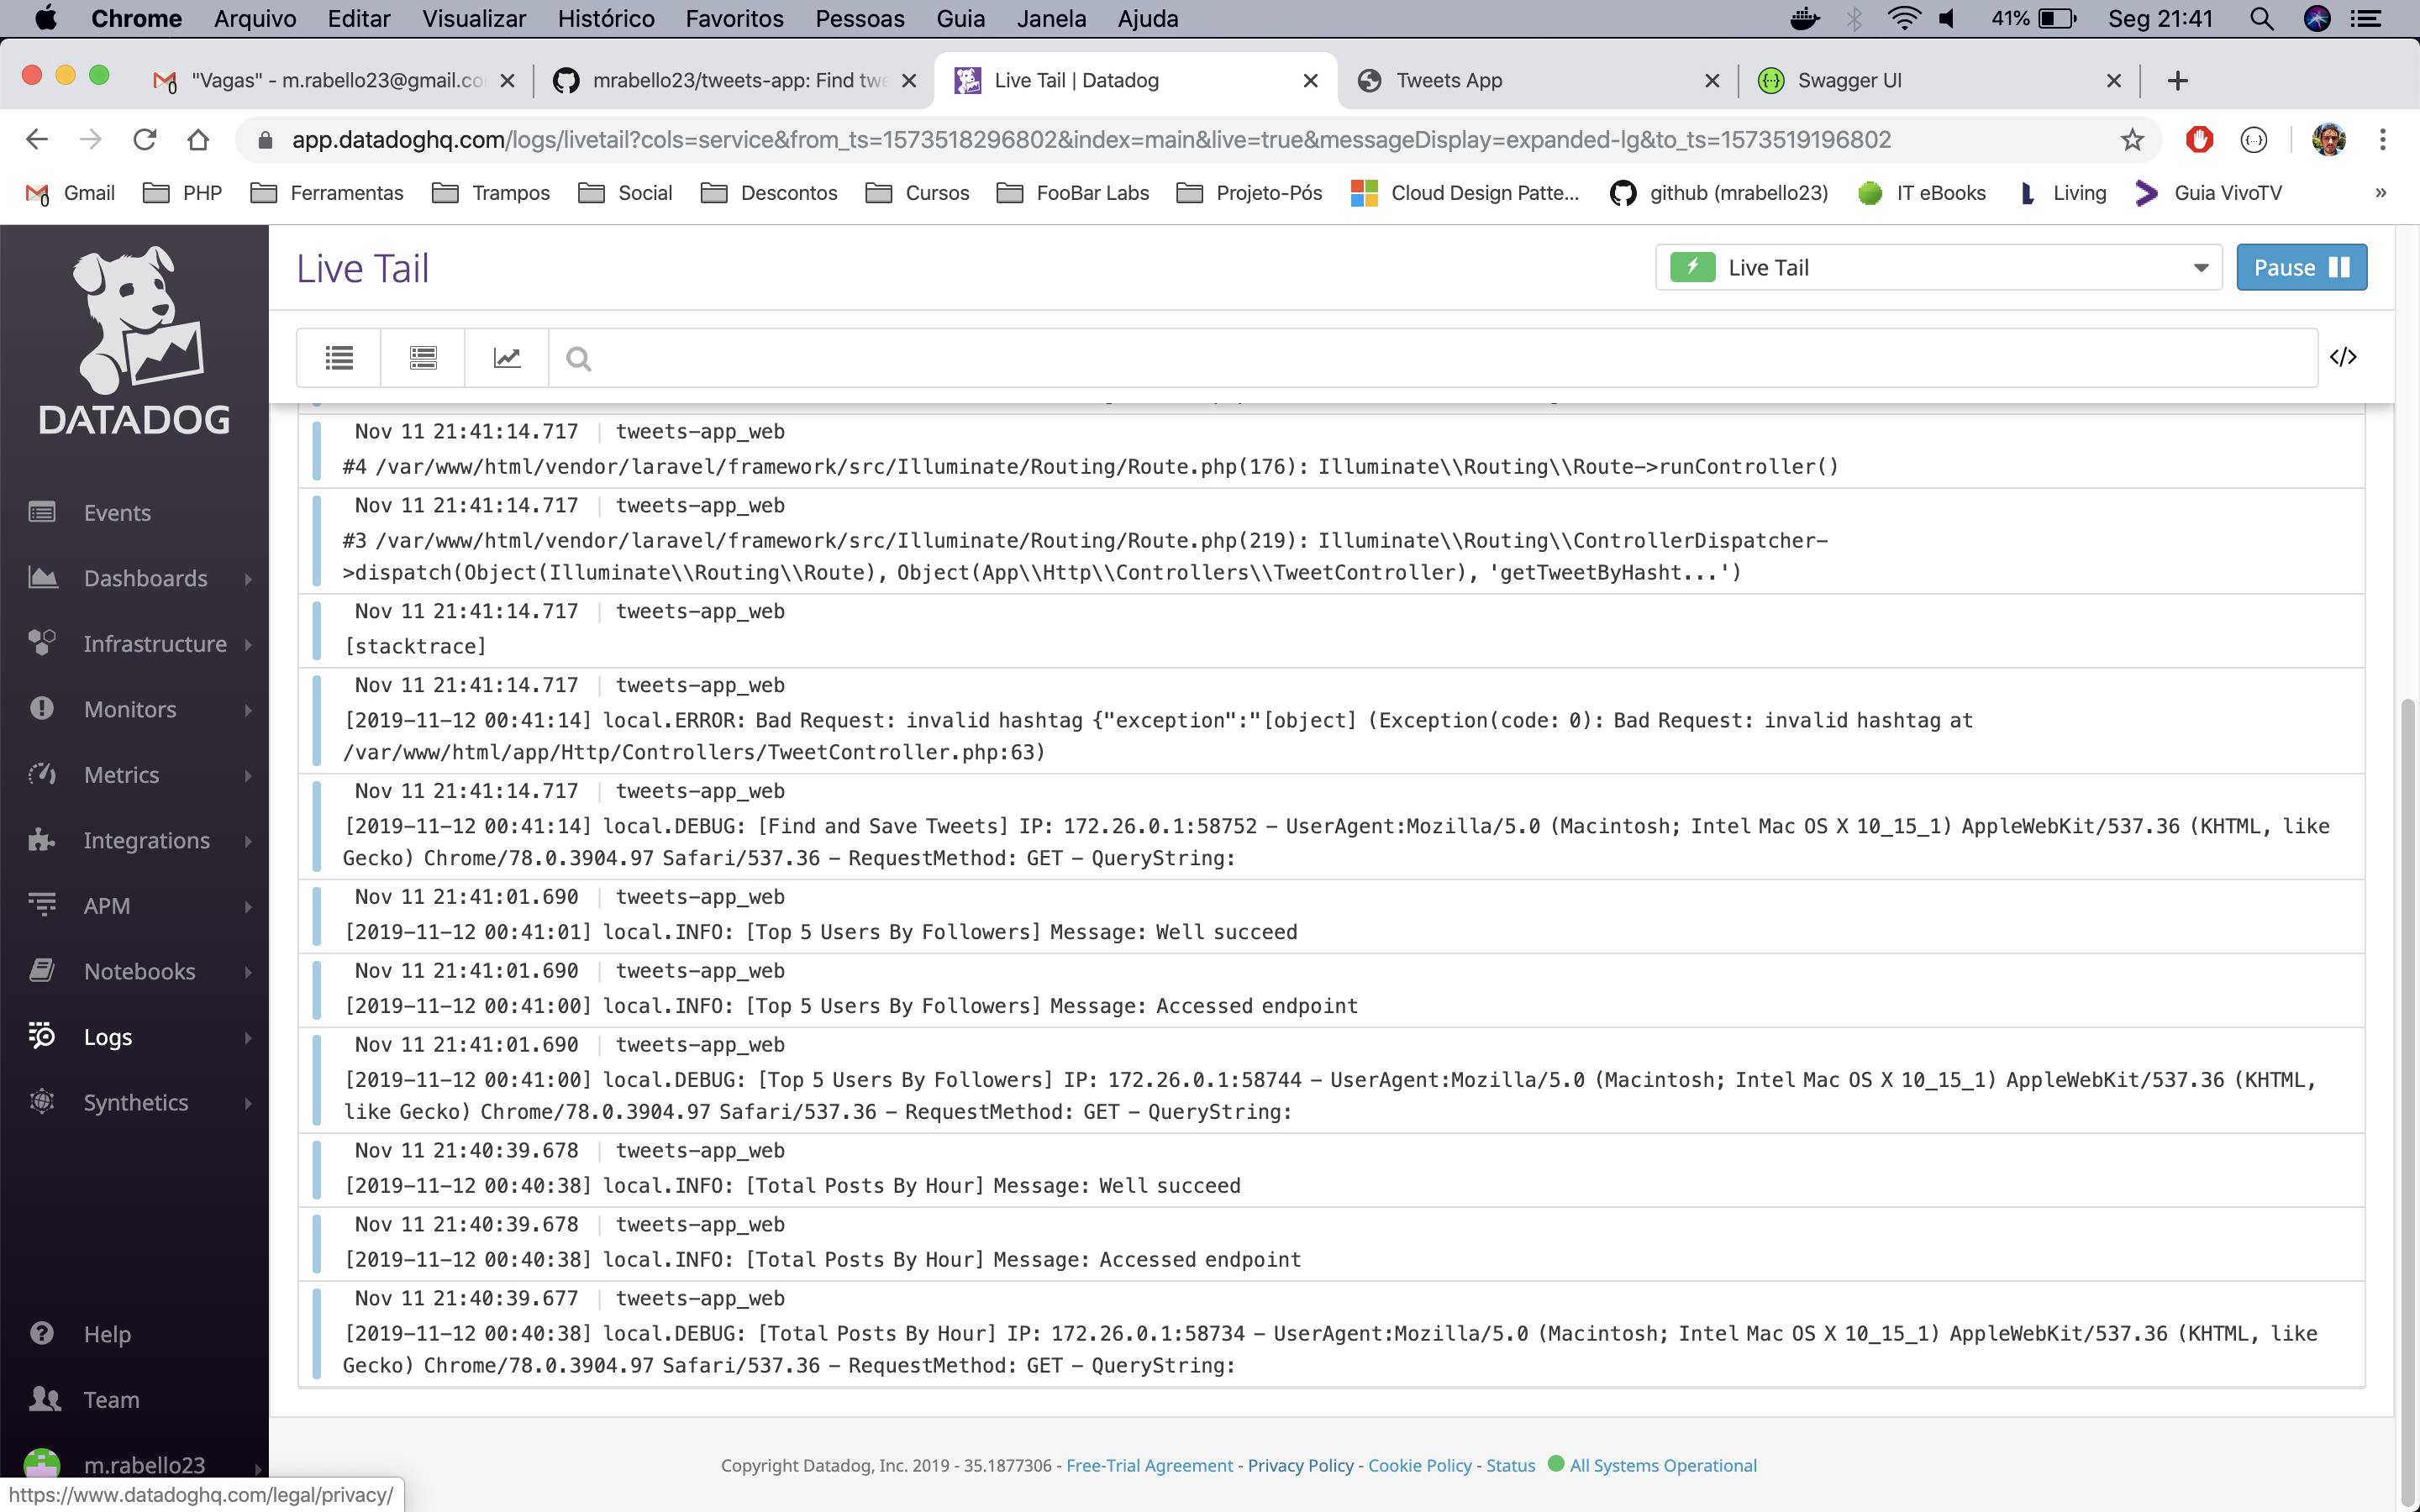 Chrome Arquivo Editar Visualizar Histórico Favoritos Pessoas Guia Janela Ajuda 41% Seg 21:41
"Vagas" - m.rabello23@gmail.co mrabello23/tweets-app: Find twe Live Tail | Datadog Tweets App Swagger UI
app.datadoghq.com/logs/livetail?cols=service&from_ts=1573518296802&index=main&live=true&messageDisplay=expanded-lg&to_ts=1573519196802
Gmail PHP Ferramentas Trampos Social Descontos Cursos FooBar Labs Projeto-Pós Cloud Design Patte... github (mrabello23) IT eBooks Living Guia VivoTV »
DATADOG
Events
Dashboards
Infrastructure
Monitors
Metrics
Integrations
APM
Notebooks
Logs
Synthetics
Help
Team
m.rabello23
Live Tail
Live Tail
Pause
</>
Nov 11 21:41:14.717 | tweets-app_web
#4 /var/www/html/vendor/laravel/framework/src/Illuminate/Routing/Route.php(176): Illuminate\\Routing\\Route->runController()
Nov 11 21:41:14.717 | tweets-app_web
#3 /var/www/html/vendor/laravel/framework/src/Illuminate/Routing/Route.php(219): Illuminate\\Routing\\ControllerDispatcher-
>dispatch(Object(Illuminate\\Routing\\Route), Object(App\\Http\\Controllers\\TweetController), 'getTweetByHasht...')
Nov 11 21:41:14.717 | tweets-app_web
[stacktrace]
Nov 11 21:41:14.717 | tweets-app_web
[2019-11-12 00:41:14] local.ERROR: Bad Request: invalid hashtag {"exception":"[object] (Exception(code: 0): Bad Request: invalid hashtag at
/var/www/html/app/Http/Controllers/TweetController.php:63)
Nov 11 21:41:14.717 | tweets-app_web
[2019-11-12 00:41:14] local.DEBUG: [Find and Save Tweets] IP: 172.26.0.1:58752 - UserAgent:Mozilla/5.0 (Macintosh; Intel Mac OS X 10_15_1) AppleWebKit/537.36 (KHTML, like
Gecko) Chrome/78.0.3904.97 Safari/537.36 - RequestMethod: GET - QueryString:
Nov 11 21:41:01.690 | tweets-app_web
[2019-11-12 00:41:01] local.INFO: [Top 5 Users By Followers] Message: Well succeed
Nov 11 21:41:01.690 | tweets-app_web
[2019-11-12 00:41:00] local.INFO: [Top 5 Users By Followers] Message: Accessed endpoint
Nov 11 21:41:01.690 | tweets-app_web
[2019-11-12 00:41:00] local.DEBUG: [Top 5 Users By Followers] IP: 172.26.0.1:58744 - UserAgent:Mozilla/5.0 (Macintosh; Intel Mac OS X 10_15_1) AppleWebKit/537.36 (KHTML,
like Gecko) Chrome/78.0.3904.97 Safari/537.36 - RequestMethod: GET - QueryString:
Nov 11 21:40:39.678 | tweets-app_web
[2019-11-12 00:40:38] local.INFO: [Total Posts By Hour] Message: Well succeed
Nov 11 21:40:39.678 | tweets-app_web
[2019-11-12 00:40:38] local.INFO: [Total Posts By Hour] Message: Accessed endpoint
Nov 11 21:40:39.677 | tweets-app_web
[2019-11-12 00:40:38] local.DEBUG: [Total Posts By Hour] IP: 172.26.0.1:58734 - UserAgent:Mozilla/5.0 (Macintosh; Intel Mac OS X 10_15_1) AppleWebKit/537.36 (KHTML, like
Gecko) Chrome/78.0.3904.97 Safari/537.36 - RequestMethod: GET - QueryString:
Copyright Datadog, Inc. 2019 - 35.1877306 - Free-Trial Agreement - Privacy Policy - Cookie Policy - Status All Systems Operational
https://www.datadoghq.com/legal/privacy/